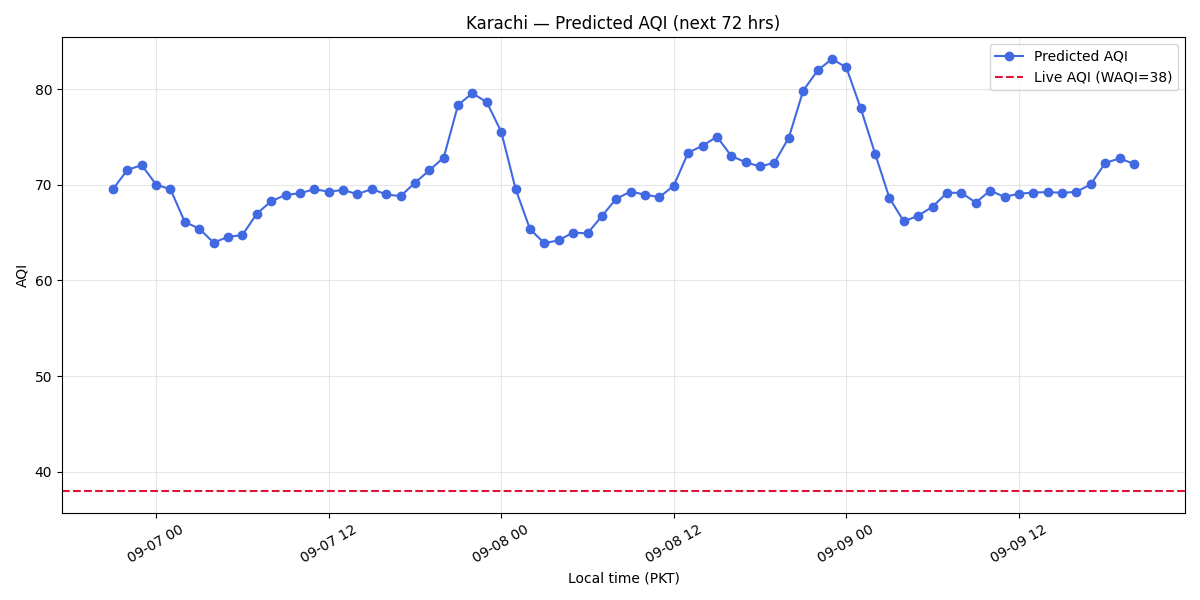 Karachi — Predicted AQI (next 72 hrs)
Predicted AQI
Live AQI (WAQI=38)
80
70
60
50
40
AQI
09-07 00
09-07 12
09-08 00
09-08 12
09-09 00
09-09 12
Local time (PKT)